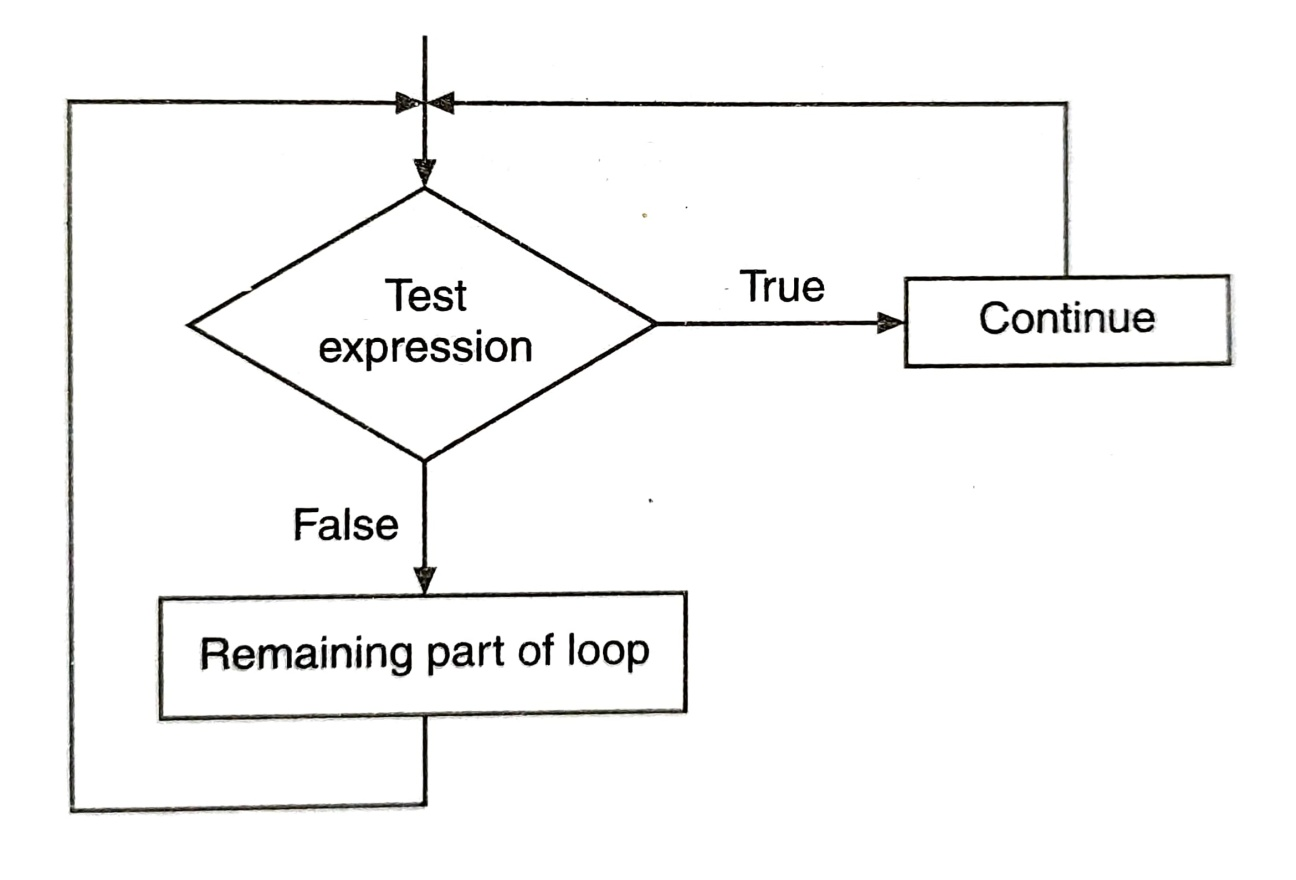 Test
expression
True
Continue
False
Remaining part of loop